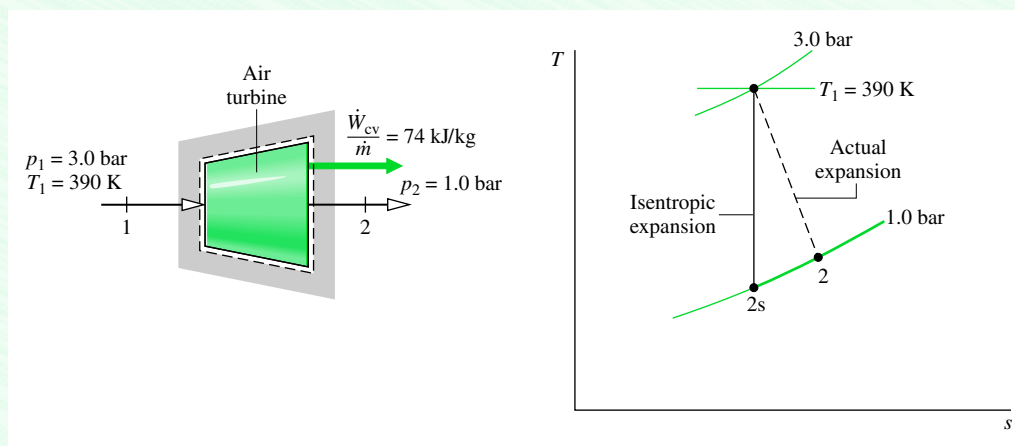 Air
turbine
Ẇcv
ṁ
= 74 kJ/kg
p1 = 3.0 bar
T1 = 390 K
p2 = 1.0 bar
1
2
T
3.0 bar
T1 = 390 K
Actual
expansion
Isentropic
expansion
1.0 bar
2
2s
s